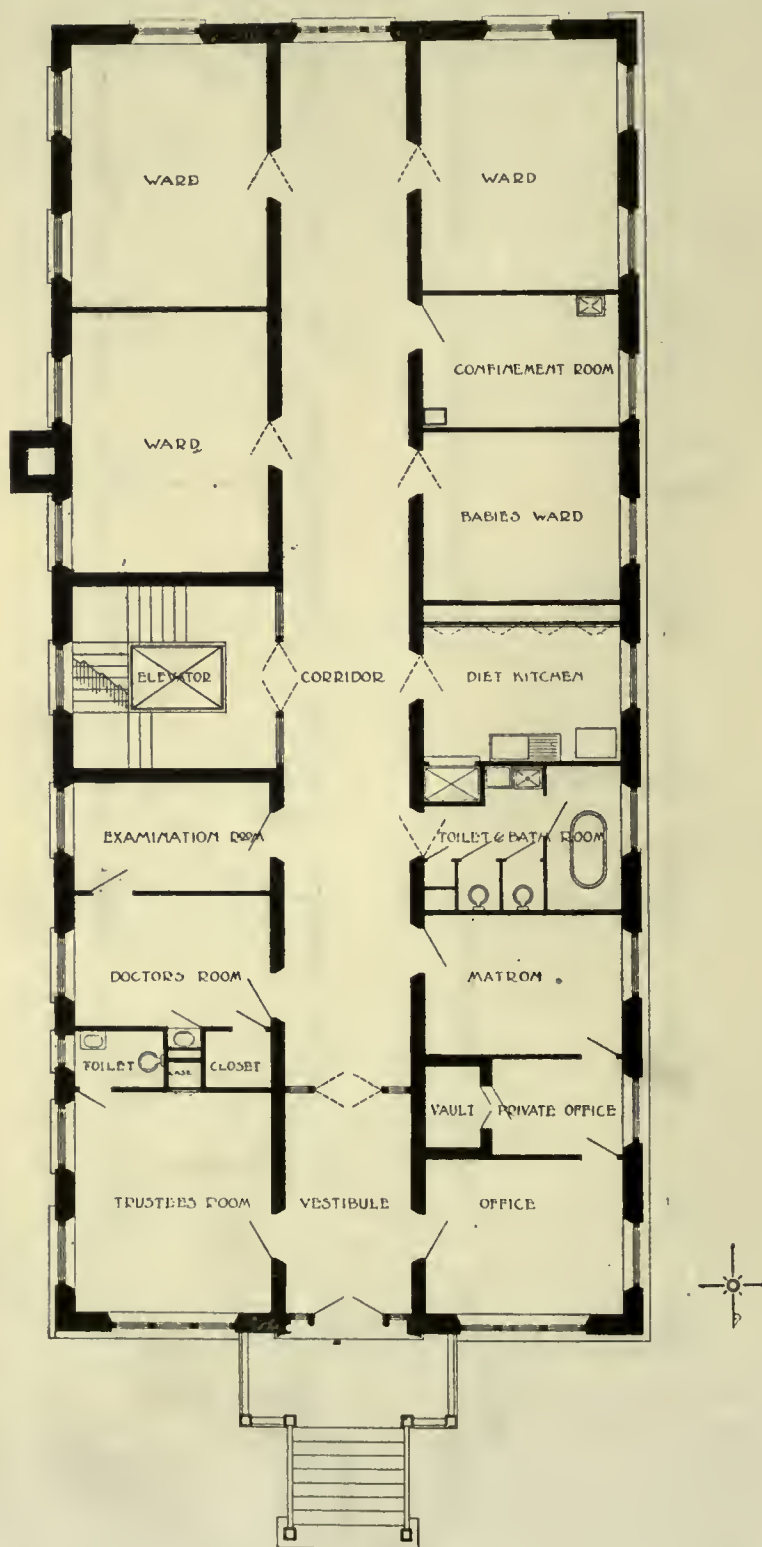 WARD
WARD
CONFINEMENT ROOM
WARD
BABIES WARD
ELEVATOR
CORRIDOR
DIET KITCHEN
EXAMINATION ROOM
TOILET & BATH ROOM
DOCTORS ROOM
MATRON
TOILET
CLOSET
VAULT
PRIVATE OFFICE
TRUSTEES ROOM
VESTIBULE
OFFICE